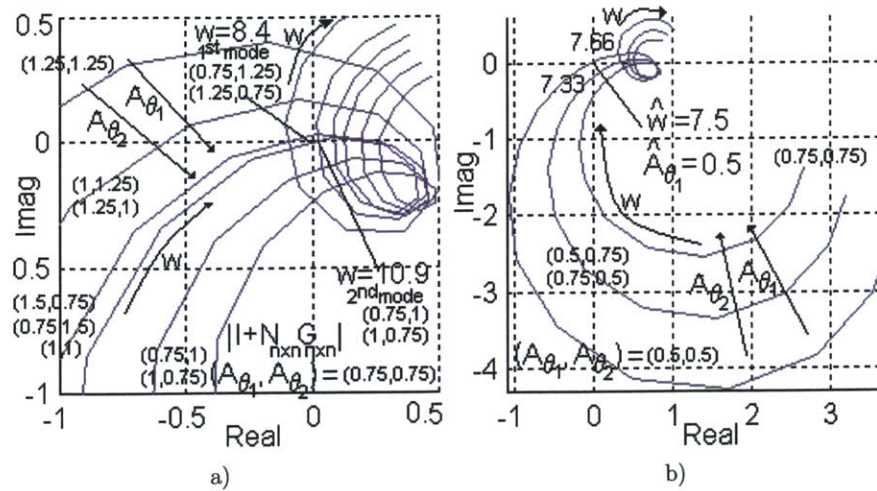 0.5
(1.25,1.25)
W=8.4
1st mode
(0.75,1.25)
(1.25,0.75)
W
Aθ1
Aθ2
0
(1,1.25)
(1.25,1)
W
Imag
0.5
W=10.9
2nd mode
(0.75,1)
(1,0.75)
(1.5,0.75)
(0.75,1.5)
(1,1)
|I+NnxnGnxn|
(0.75,1)
(1,0.75)
(Aθ1,Aθ2)=(0.75,0.75)
-1
-1 -0.5 0 0.5
Real
a)
W
7.66
0
7.33
Ŵ=7.5
Âθ1=0.5
-1
(0.75,0.75)
W
Imag
-2
(0.5,0.75)
(0.75,0.5)
Aθ1
Aθ2
-3
(Aθ1,Aθ2)=(0.5,0.5)
-4
-1 0 1 2 3
Real
b)